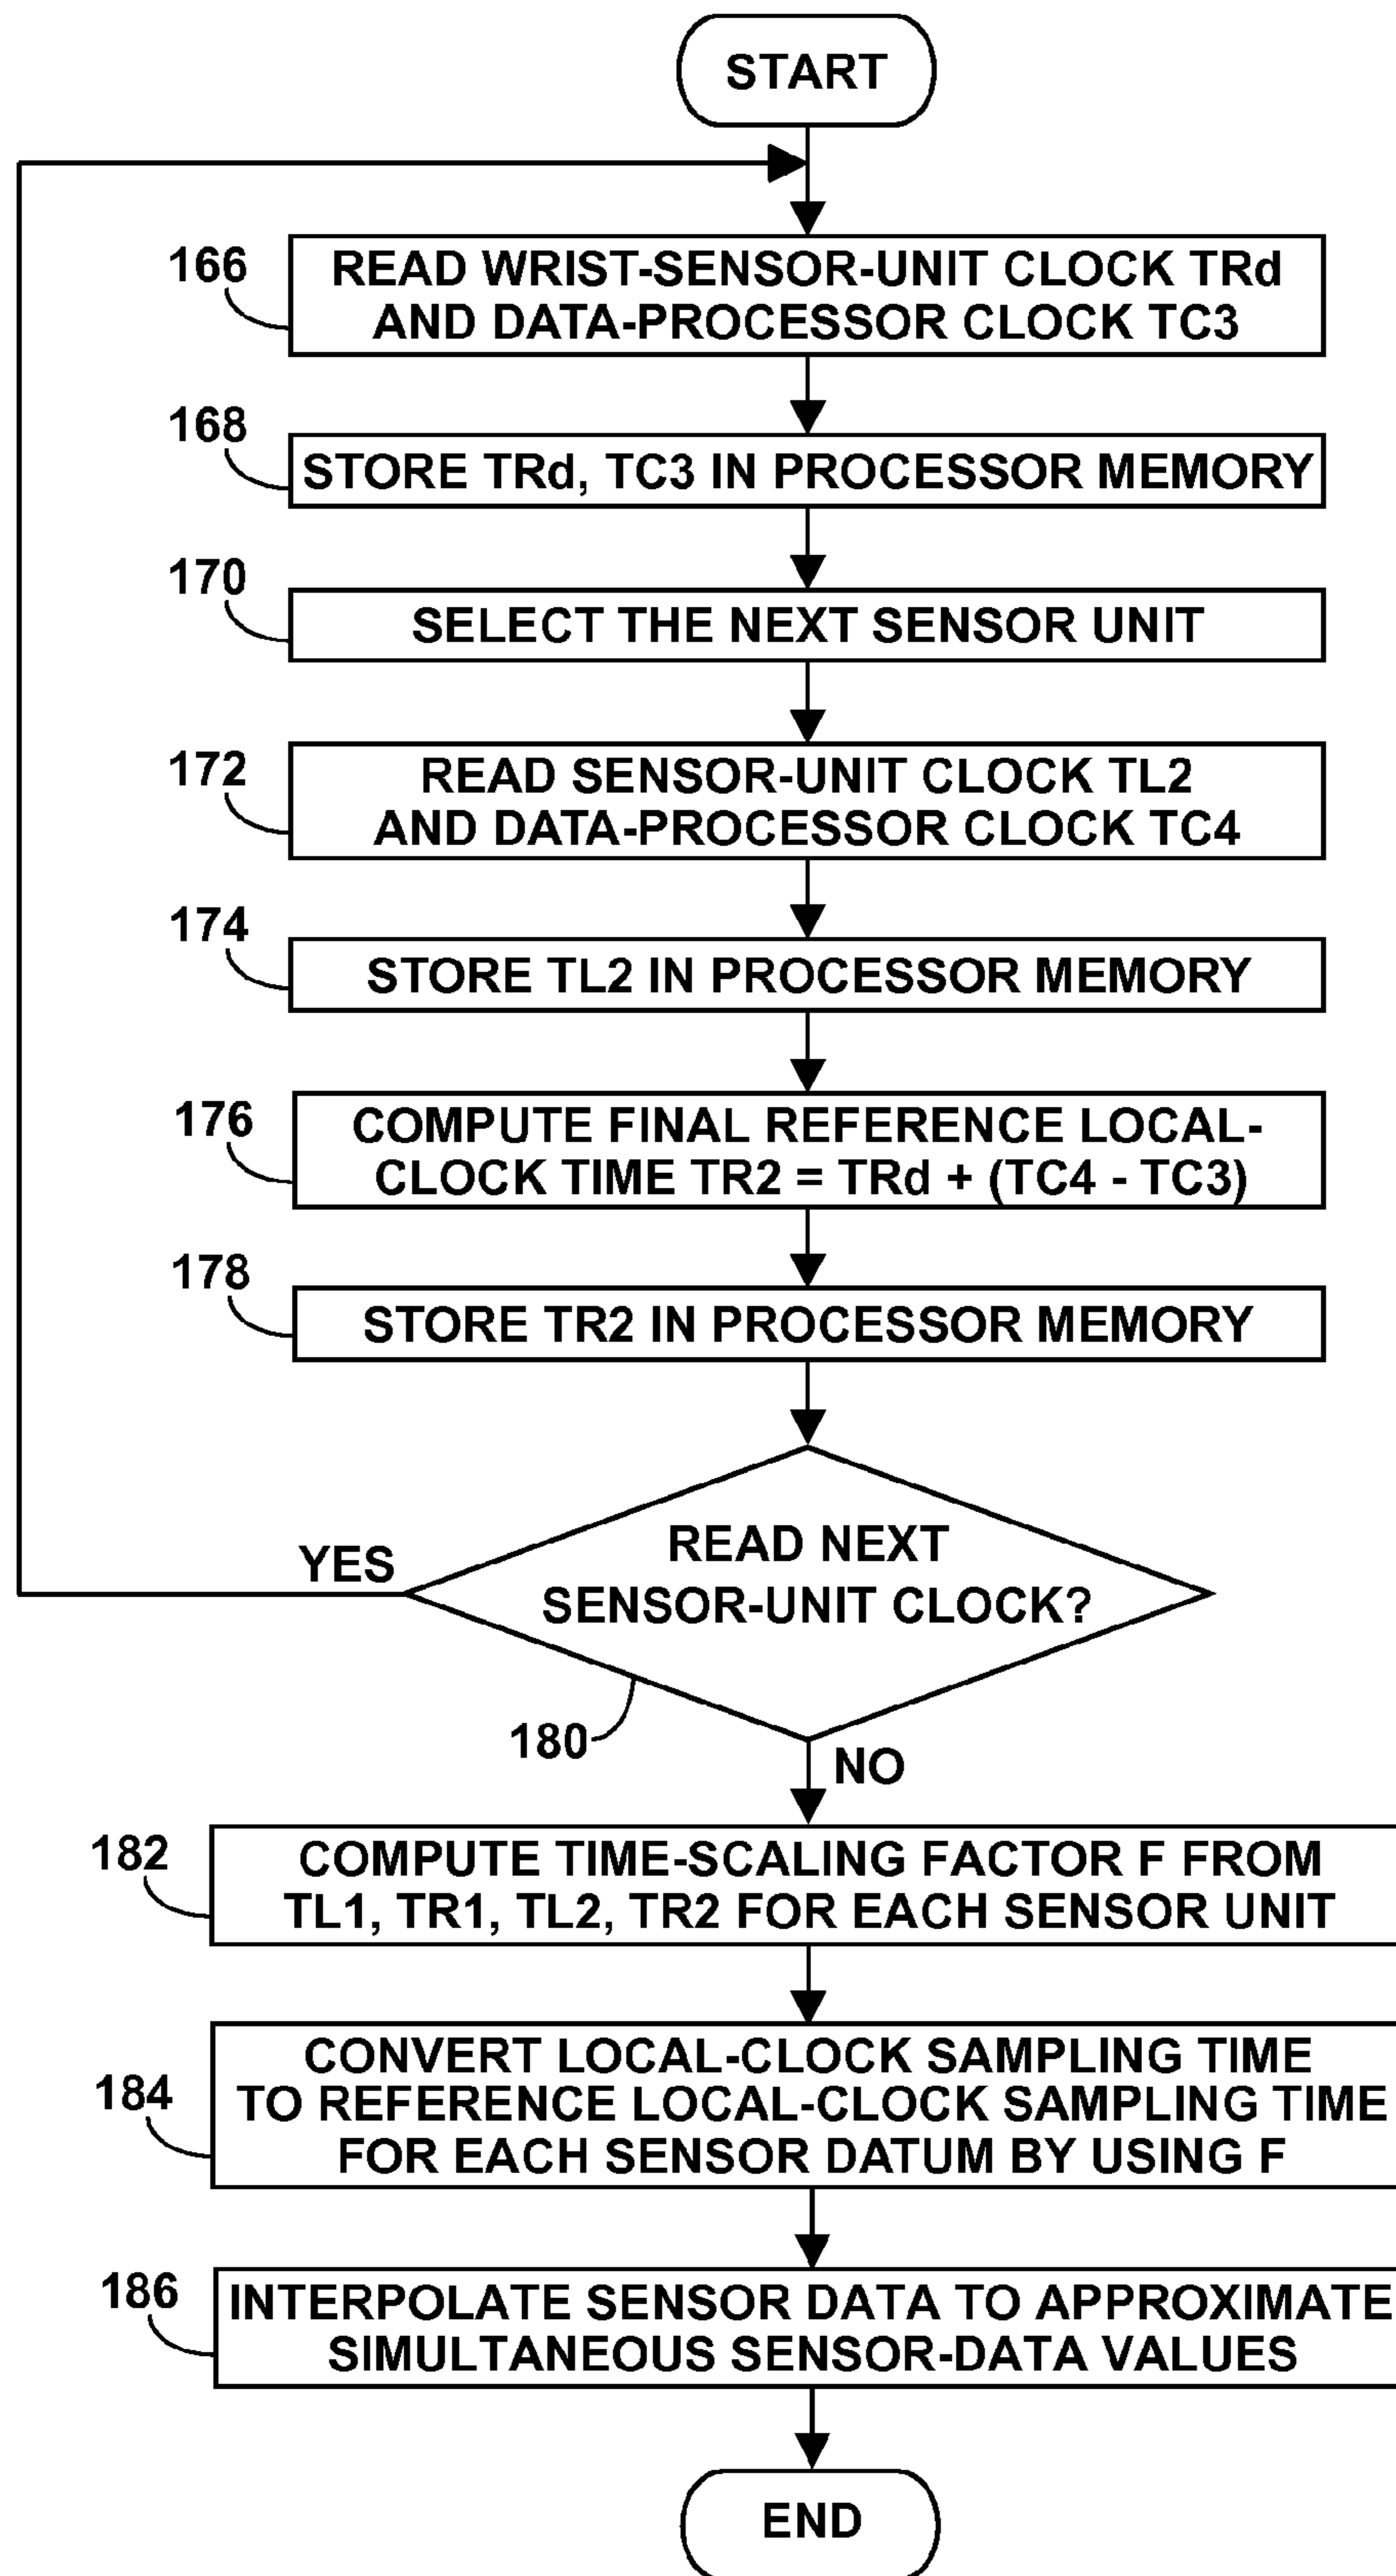 START
166
READ WRIST-SENSOR-UNIT CLOCK TRd
AND DATA-PROCESSOR CLOCK TC3
168
STORE TRd, TC3 IN PROCESSOR MEMORY
170
SELECT THE NEXT SENSOR UNIT
172
READ SENSOR-UNIT CLOCK TL2
AND DATA-PROCESSOR CLOCK TC4
174
STORE TL2 IN PROCESSOR MEMORY
176
COMPUTE FINAL REFERENCE LOCAL-
CLOCK TIME TR2 = TRd + (TC4 - TC3)
178
STORE TR2 IN PROCESSOR MEMORY
YES
READ NEXT
SENSOR-UNIT CLOCK?
180
NO
182
COMPUTE TIME-SCALING FACTOR F FROM
TL1, TR1, TL2, TR2 FOR EACH SENSOR UNIT
184
CONVERT LOCAL-CLOCK SAMPLING TIME
TO REFERENCE LOCAL-CLOCK SAMPLING TIME
FOR EACH SENSOR DATUM BY USING F
186
INTERPOLATE SENSOR DATA TO APPROXIMATE
SIMULTANEOUS SENSOR-DATA VALUES
END